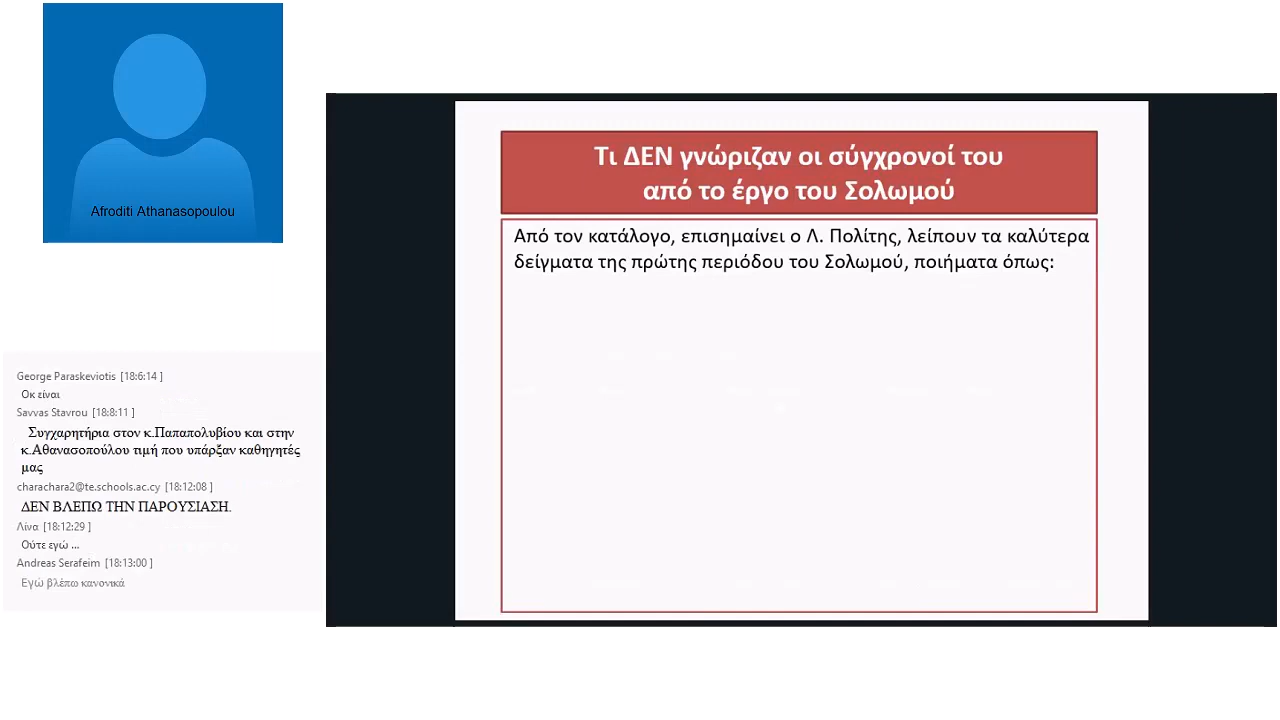 Afroditi Athanasopoulou
George Paraskeviotis [18:6:14 ]
Οκ είναι
Savvas Stavrou [18:8:11 ]
Συγχαρητήρια στον κ.Παπαπολυβίου και στην
κ.Αθανασοπούλου τιμή που υπάρξαν καθηγητές
μας
charachara2@te.schools.ac.cy [18:12:08 ]
ΔΕΝ ΒΛΕΠΩ ΤΗΝ ΠΑΡΟΥΣΙΑΣΗ.
Λίνα [18:12:29 ]
Ούτε εγώ ...
Andreas Serafeim [18:13:00 ]
Εγώ βλέπω κανονικά
Τι ΔΕΝ γνώριζαν οι σύγχρονοί του
από το έργο του Σολωμού
Από τον κατάλογο, επισημαίνει ο Λ. Πολίτης, λείπουν τα καλύτερα
δείγματα της πρώτης περιόδου του Σολωμού, ποιήματα όπως: